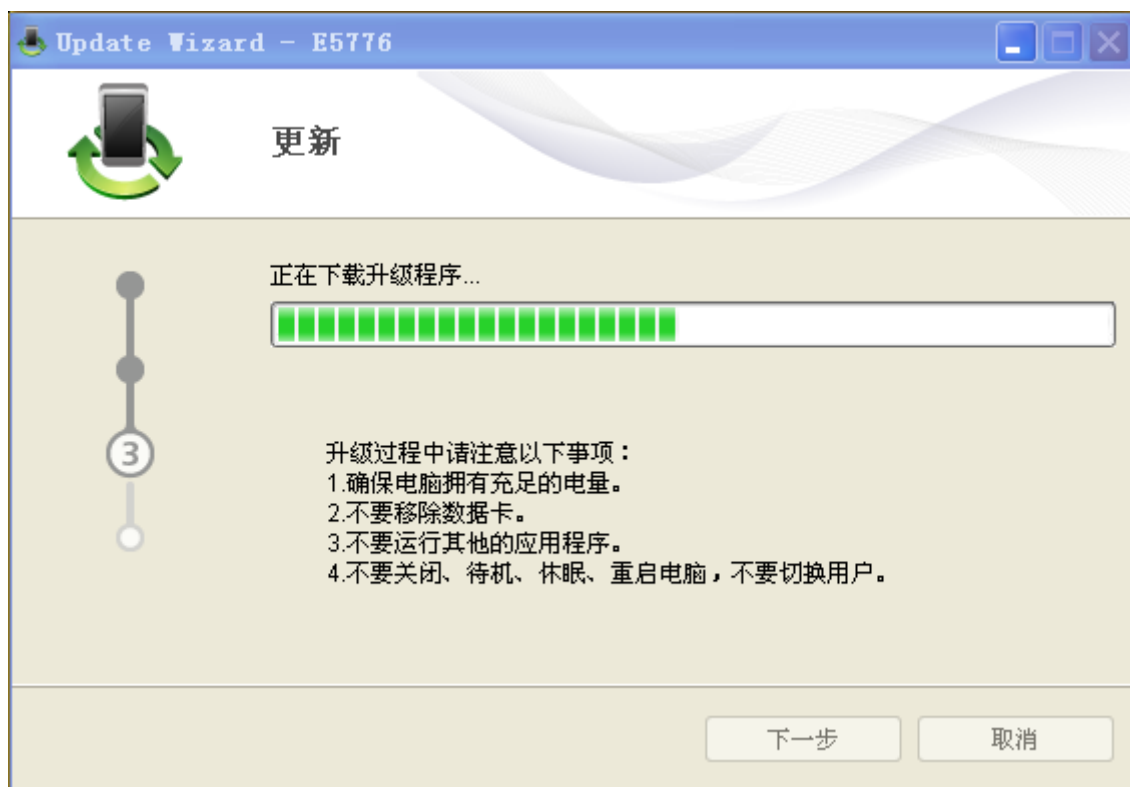 Update Wizard - E5776
更新
正在下载升级程序...
3
升级过程中请注意以下事项：
1.确保电脑拥有充足的电量。
2.不要移除数据卡。
3.不要运行其他的应用程序。
4.不要关闭、待机、休眠、重启电脑，不要切换用户。
下一步 取消